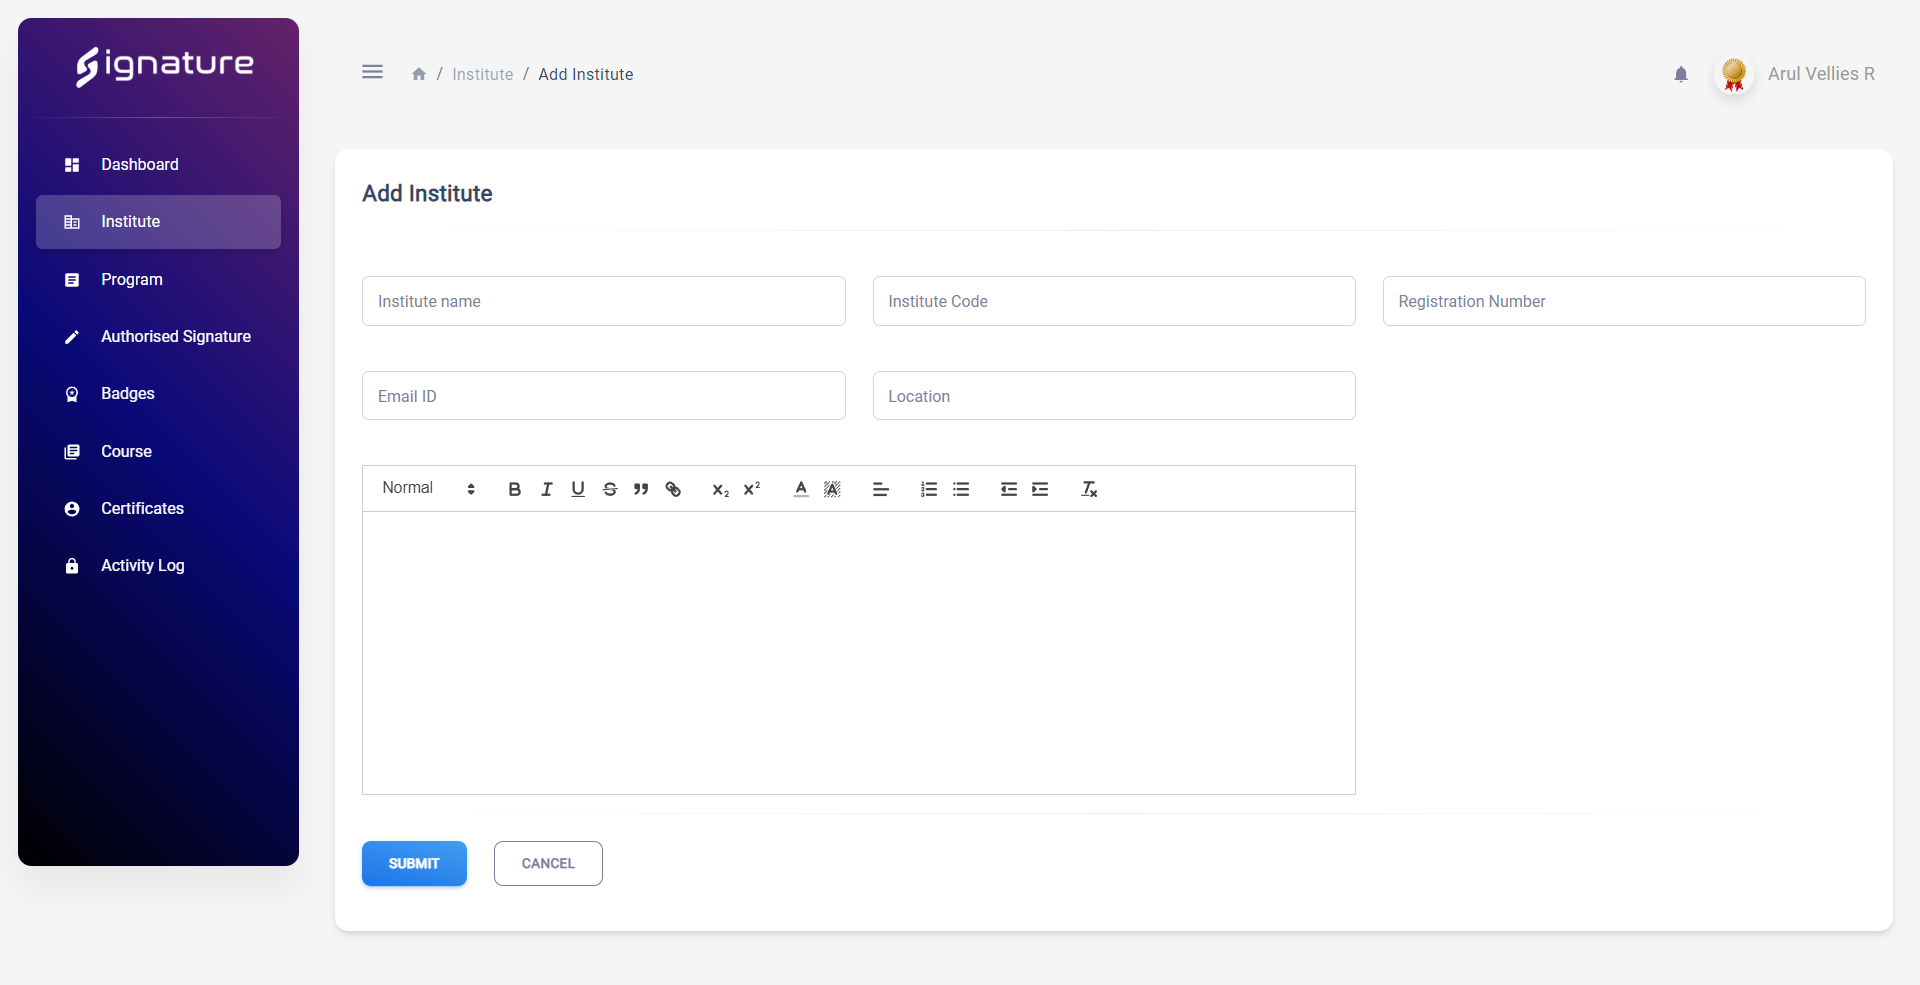 Signature
Dashboard
Institute
Program
Authorised Signature
Badges
Course
Certificates
Activity Log
/ Institute / Add Institute
Arul Vellies R
Add Institute
Institute name
Institute Code
Registration Number
Email ID
Location
Normal
SUBMIT
CANCEL